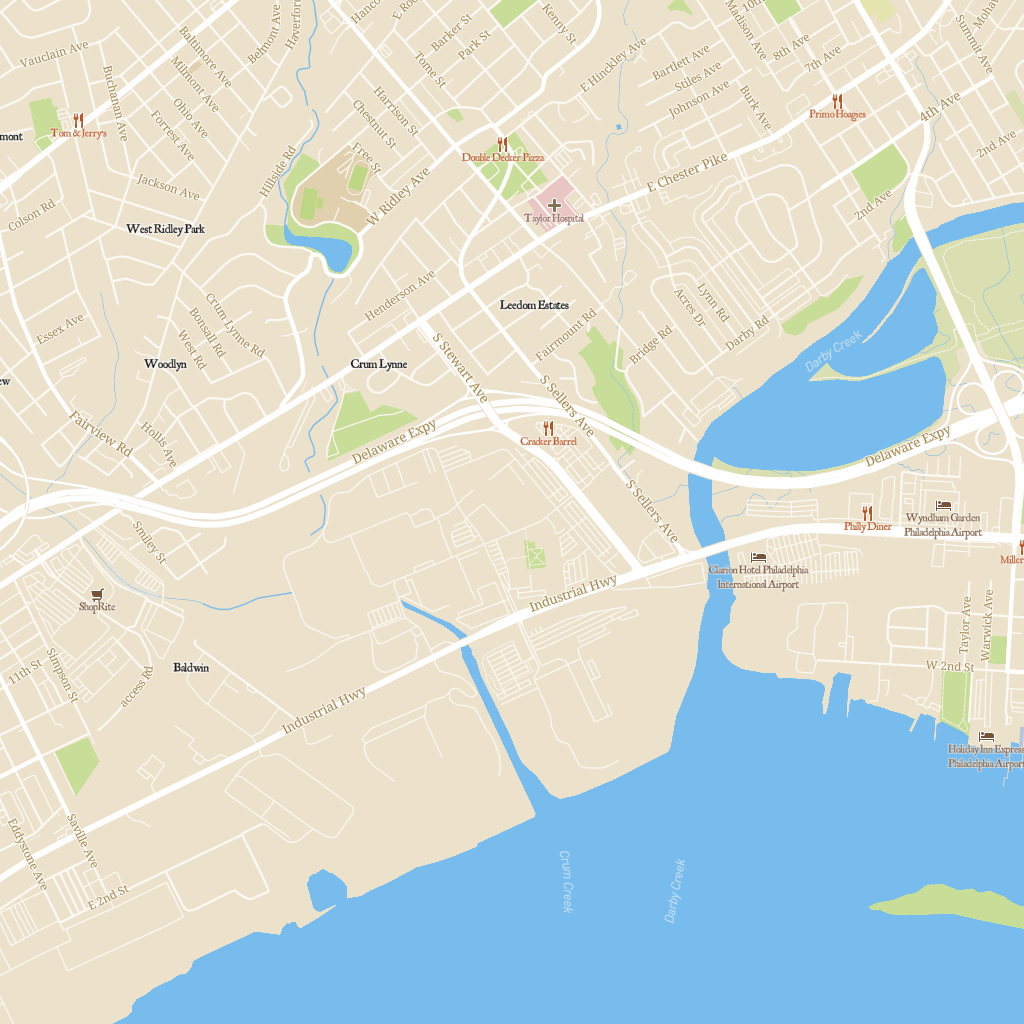 Vauclain Ave
Baltimore Ave
Belmont Ave
Barker St
Park St
Kenny St
E Hinckley Ave
10th
8th Ave
7th Ave
Madison Ave
Summit Ave
Buchanan Ave
Milmont Ave
Ohio Ave
Forrest Ave
Tome St
Harrison St
Chestnut St
Free St
Bartlett Ave
Stiles Ave
Johnson Ave
Burk Ave
4th Ave
2nd Ave
Primo Hoagies
Tom & Jerry's
mont
Double Decker Pizza
Hillside Rd
Jackson Ave
W Ridley Ave
E Chester Pike
2nd Ave
Colson Rd
West Ridley Park
Taylor Hospital
Henderson Ave
Leedom Estates
Lynn Rd
Acres Dr
Darby Rd
Bridge Rd
Fairmount Rd
Darby Creek
Essex Ave
Crum Lynne Rd
Bonsall Rd
West Rd
Woodlyn
Crum Lynne
S Stewart Ave
S Sellers Ave
ew
Fairview Rd
Hollis Ave
Delaware Expy
Cracker Barrel
Delaware Expy
S Sellers Ave
Smiley St
Philly Diner
Wyndham Garden
Philadelphia Airport
Clarion Hotel Philadelphia
International Airport
Miller
ShopRite
Industrial Hwy
Taylor Ave
Warwick Ave
W 2nd St
11th St
Simpson St
access Rd
Baldwin
Industrial Hwy
Holiday Inn Express
Philadelphia Airport
Eddystone Ave
Saville Ave
E 2nd St
Crum Creek
Darby Creek